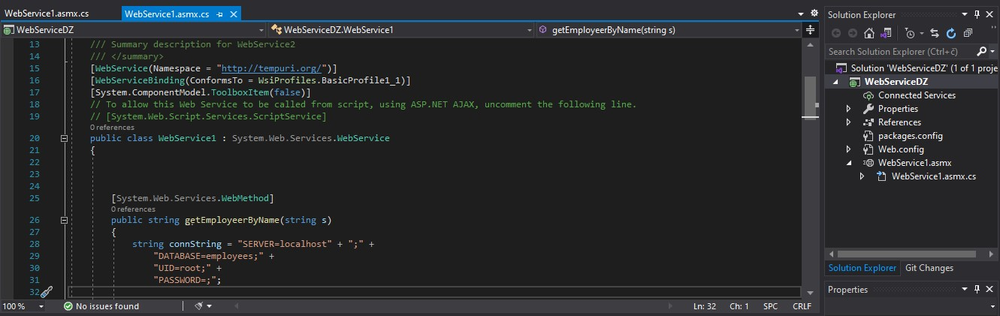 WebService1.asmx.cs
WebService1.asmx.cs
WebServiceDZ
WebServiceDZ.WebService1
getEmployeerByName(string s)
13 /// Summary description for WebService2
14 /// </summary>
15 [WebService(Namespace = "http://tempuri.org/")]
16 [WebServiceBinding(ConformsTo = WsiProfiles.BasicProfile1_1)]
17 [System.ComponentModel.ToolboxItem(false)]
18 // To allow this Web Service to be called from script, using ASP.NET AJAX, uncomment the following line.
19 // [System.Web.Script.Services.ScriptService]
0 references
20 public class WebService1 : System.Web.Services.WebService
21 {
22
23
24
25 [System.Web.Services.WebMethod]
0 references
26 public string getEmployeerByName(string s)
27 {
28 string connString = "SERVER=localhost" + ";" +
29 "DATABASE=employees;" +
30 "UID=root;" +
31 "PASSWORD=;";
32
100 %
No issues found
Ln: 32 Ch: 1 SPC CRLF
Solution Explorer
Search Solution Explorer (Ctrl+č)
Solution 'WebServiceDZ' (1 of 1 proje
WebServiceDZ
Connected Services
Properties
References
packages.config
Web.config
WebService1.asmx
WebService1.asmx.cs
Solution Explorer Git Changes
Properties